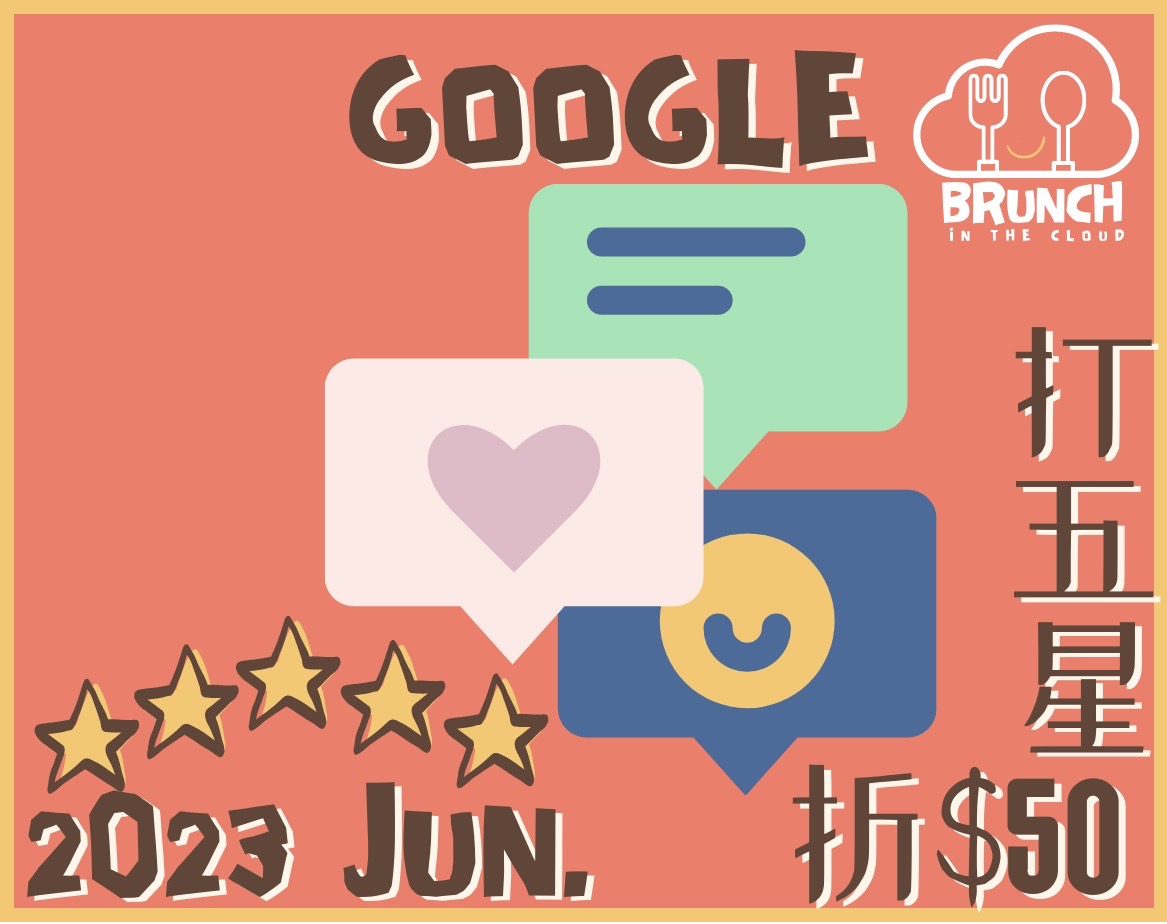 GOOGLE
BRUNCH
iN THE CLOUD
打
五
星
折$50
2023 JUN.